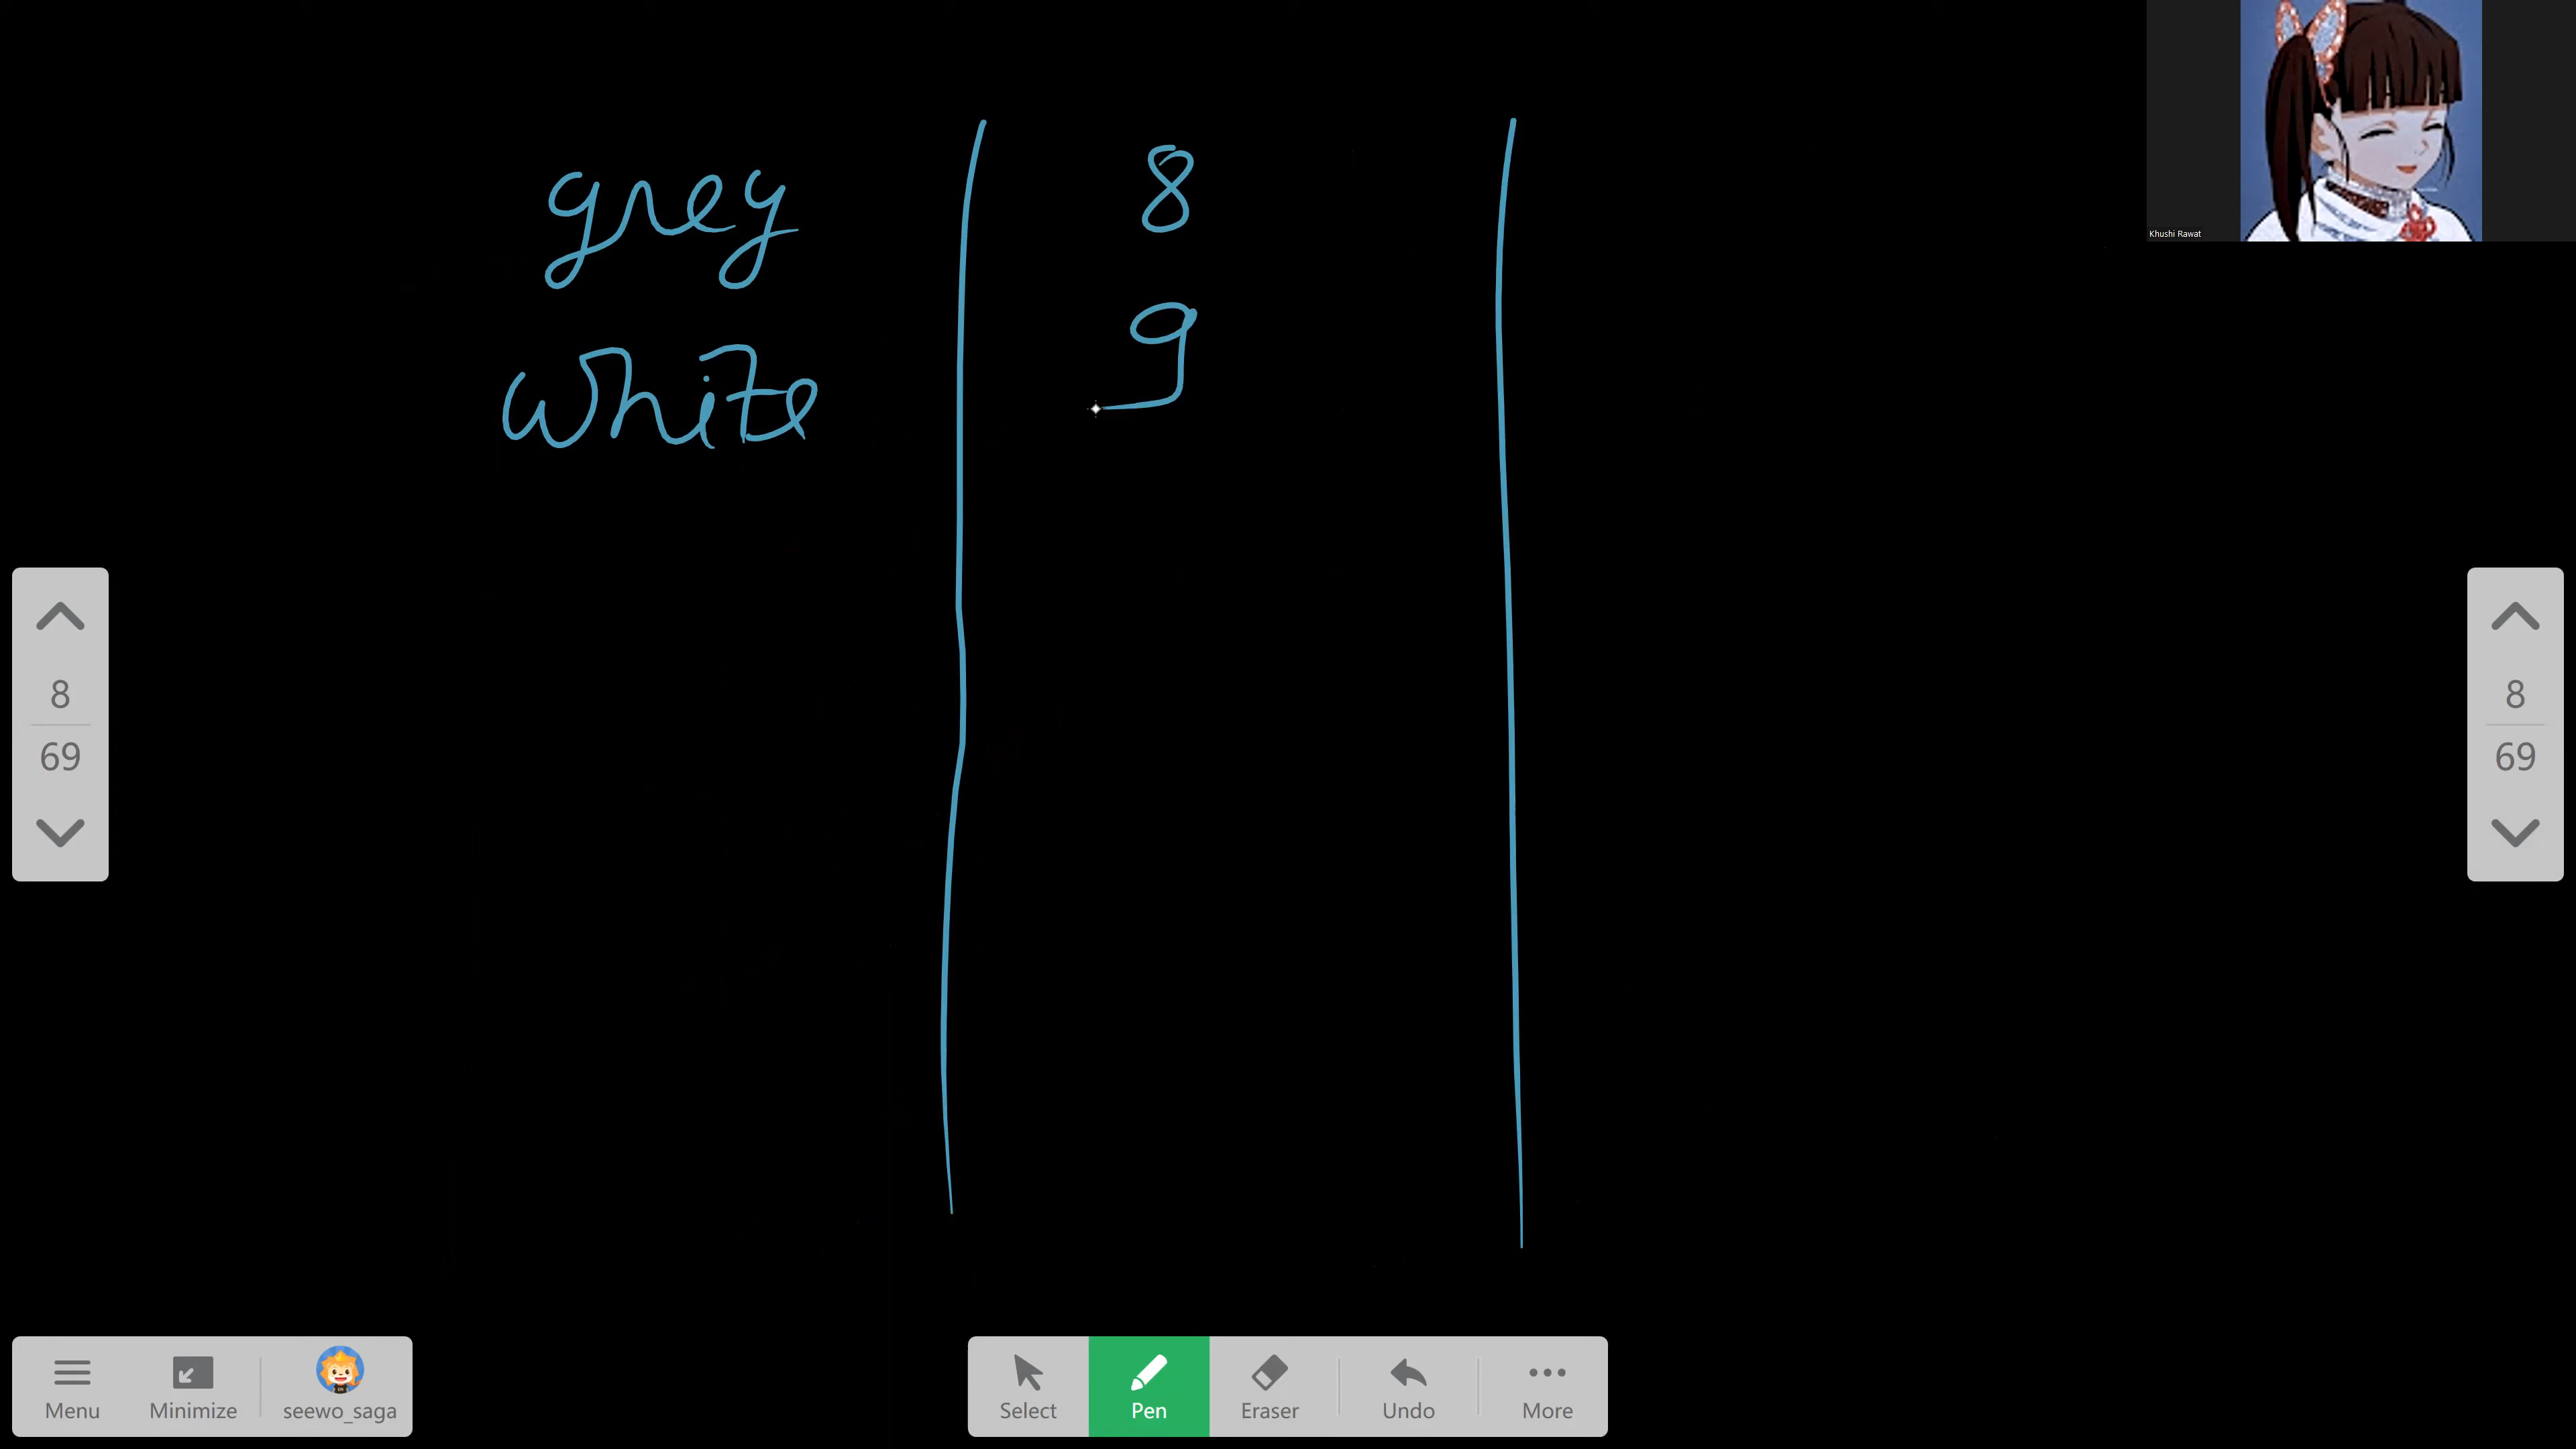 grey 8
white 9
Khushi Rawat
8 8
69 69
Menu Minimize seewo_saga Select Pen Eraser Undo More